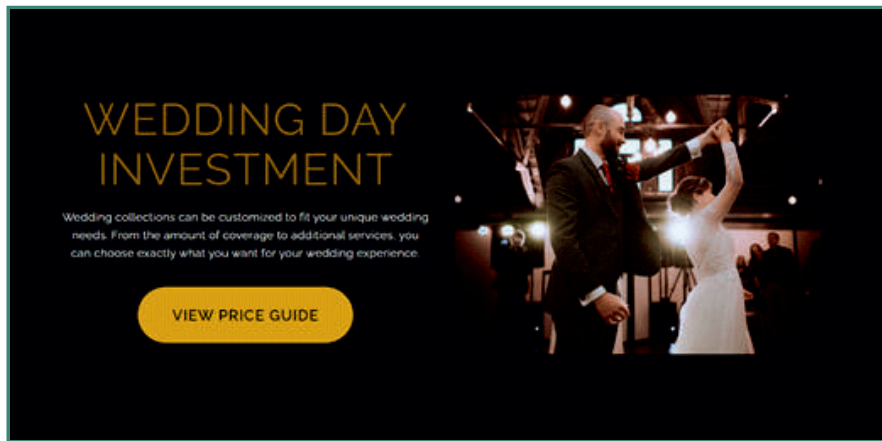 WEDDING DAY
INVESTMENT
Wedding collections can be customized to fit your unique wedding
needs. From the amount of coverage to additional services, you
can choose exactly what you want for your wedding experience.
VIEW PRICE GUIDE